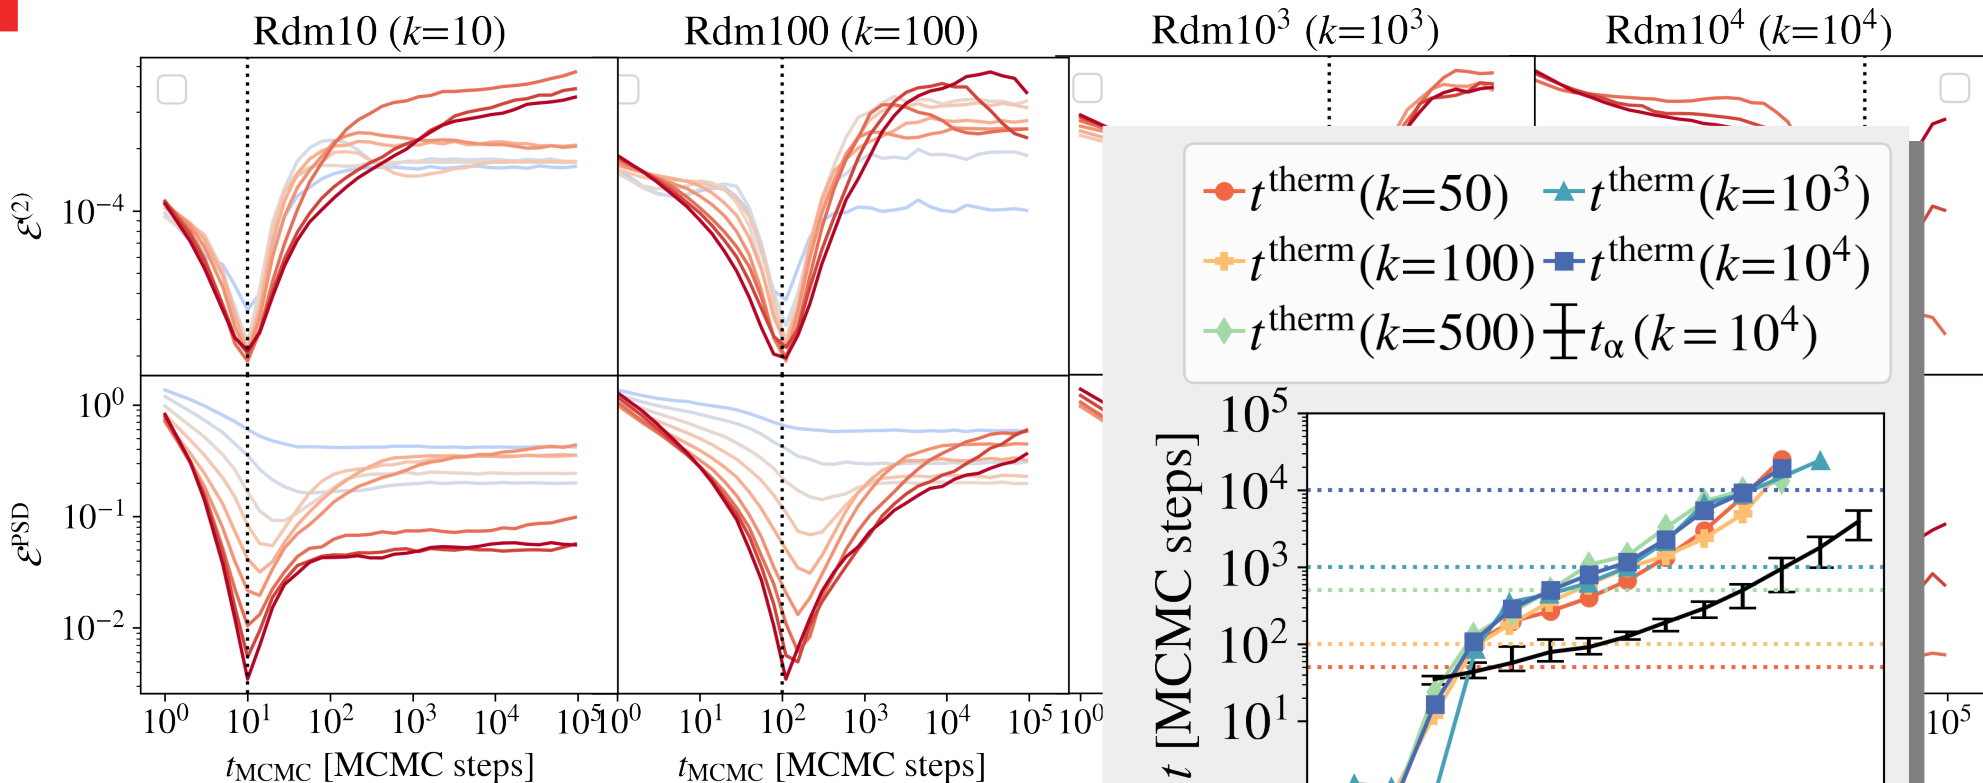 Rdm10 (k=10) Rdm100 (k=100) Rdm10³ (k=10³) Rdm10⁴ (k=10⁴)
ℰ⁽²⁾
10⁻⁴
ℰᴾˢᴰ
10⁰
10⁻¹
10⁻²
10⁰ 10¹ 10² 10³ 10⁴ 10⁵
t_MCMC [MCMC steps]
10⁰ 10¹ 10² 10³ 10⁴ 10⁵
t_MCMC [MCMC steps]
10⁰
10⁵
t^therm(k=50) t^therm(k=10³)
t^therm(k=100) t^therm(k=10⁴)
t^therm(k=500) t_α(k=10⁴)
t [MCMC steps]
10⁵
10⁴
10³
10²
10¹